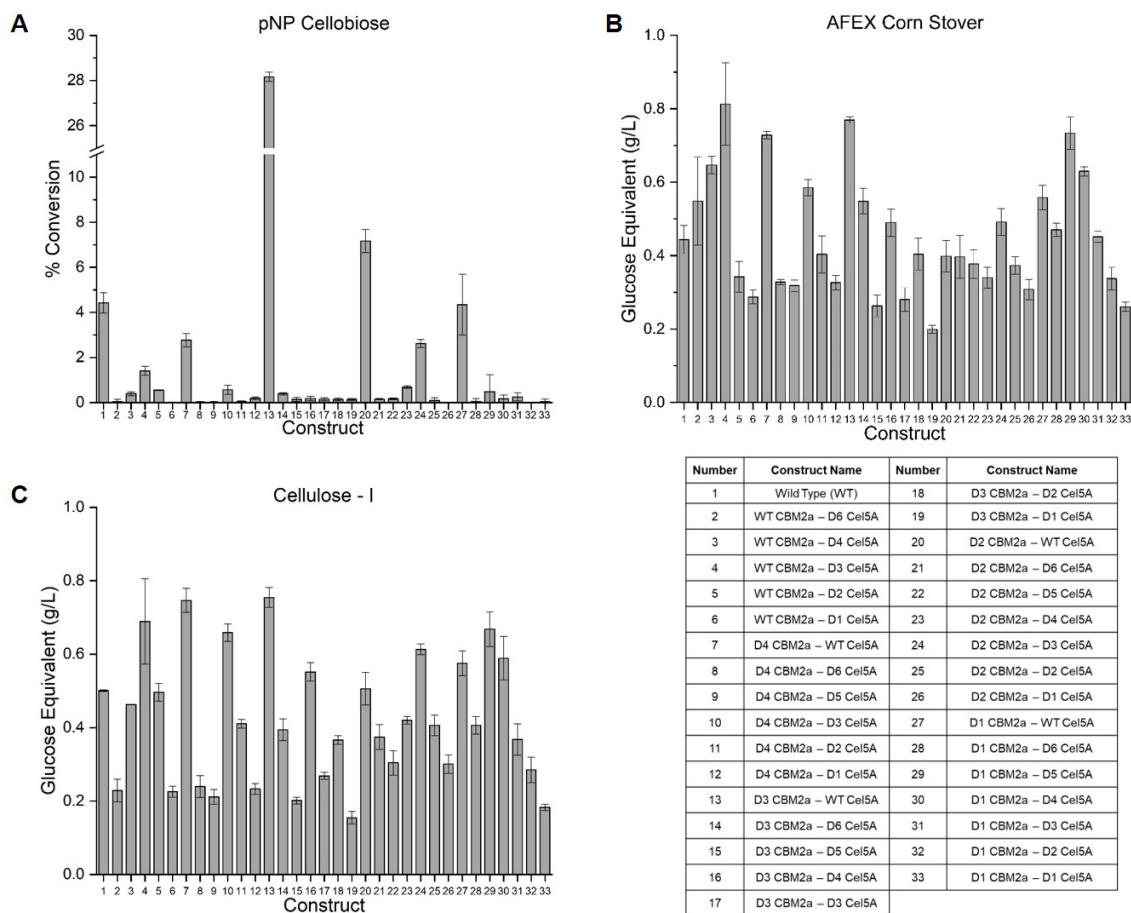 A
pNP Cellobiose
30
28
26
10
8
6
4
2
0
% Conversion
1 2 3 4 5 6 7 8 9 10 11 12 13 14 15 16 17 18 19 20 21 22 23 24 25 26 27 28 29 30 31 32 33
Construct
B
AFEX Corn Stover
1.0
0.8
0.6
0.4
0.2
0.0
Glucose Equivalent (g/L)
1 2 3 4 5 6 7 8 9 10 11 12 13 14 15 16 17 18 19 20 21 22 23 24 25 26 27 28 29 30 31 32 33
Construct
C
Cellulose - I
1.0
0.8
0.6
0.4
0.2
0.0
Glucose Equivalent (g/L)
1 2 3 4 5 6 7 8 9 10 11 12 13 14 15 16 17 18 19 20 21 22 23 24 25 26 27 28 29 30 31 32 33
Construct
Number Construct Name Number Construct Name
1 Wild Type (WT) 18 D3 CBM2a – D2 Cel5A
2 WT CBM2a – D6 Cel5A 19 D3 CBM2a – D1 Cel5A
3 WT CBM2a – D4 Cel5A 20 D2 CBM2a – WT Cel5A
4 WT CBM2a – D3 Cel5A 21 D2 CBM2a – D6 Cel5A
5 WT CBM2a – D2 Cel5A 22 D2 CBM2a – D5 Cel5A
6 WT CBM2a – D1 Cel5A 23 D2 CBM2a – D4 Cel5A
7 D4 CBM2a – WT Cel5A 24 D2 CBM2a – D3 Cel5A
8 D4 CBM2a – D6 Cel5A 25 D2 CBM2a – D2 Cel5A
9 D4 CBM2a – D5 Cel5A 26 D2 CBM2a – D1 Cel5A
10 D4 CBM2a – D3 Cel5A 27 D1 CBM2a – WT Cel5A
11 D4 CBM2a – D2 Cel5A 28 D1 CBM2a – D6 Cel5A
12 D4 CBM2a – D1 Cel5A 29 D1 CBM2a – D5 Cel5A
13 D3 CBM2a – WT Cel5A 30 D1 CBM2a – D4 Cel5A
14 D3 CBM2a – D6 Cel5A 31 D1 CBM2a – D3 Cel5A
15 D3 CBM2a – D5 Cel5A 32 D1 CBM2a – D2 Cel5A
16 D3 CBM2a – D4 Cel5A 33 D1 CBM2a – D1 Cel5A
17 D3 CBM2a – D3 Cel5A